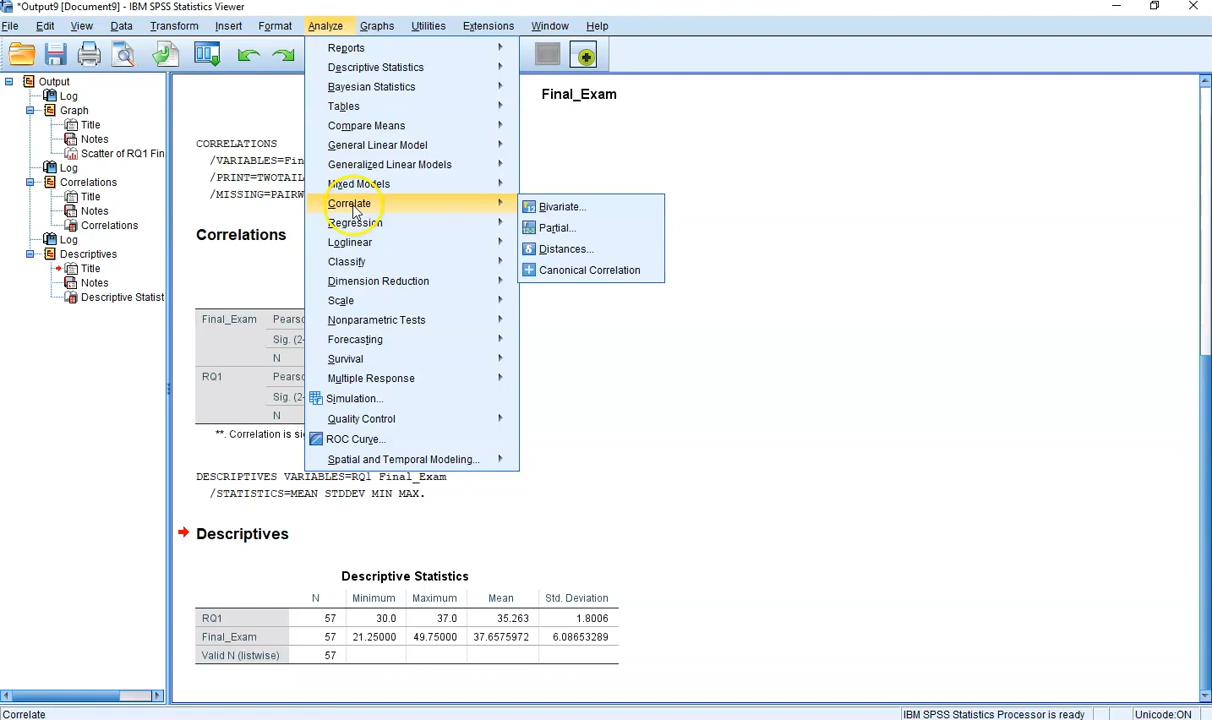 *Output9 [Document9] - IBM SPSS Statistics Viewer
File Edit View Data Transform Insert Format Analyze Graphs Utilities Extensions Window Help
Output
Log
Graph
Title
Notes
Scatter of RQ1 Fin
Log
Correlations
Title
Notes
Correlations
Log
Descriptives
Title
Notes
Descriptive Statist
Reports
Descriptive Statistics
Bayesian Statistics
Tables
Compare Means
General Linear Model
Generalized Linear Models
Mixed Models
Correlate
Regression
Loglinear
Classify
Dimension Reduction
Scale
Nonparametric Tests
Forecasting
Survival
Multiple Response
Simulation...
Quality Control
ROC Curve...
Spatial and Temporal Modeling...
Bivariate...
Partial...
Distances...
Canonical Correlation
Final_Exam
CORRELATIONS
/VARIABLES=Fin
/PRINT=TWOTAIL
/MISSING=PAIRW
Correlations
Final_Exam Pearso
Sig. (2-
N
RQ1 Pearso
Sig. (2-
N
**. Correlation is si
DESCRIPTIVES VARIABLES=RQ1 Final_Exam
/STATISTICS=MEAN STDDEV MIN MAX.
Descriptives
Descriptive Statistics
N Minimum Maximum Mean Std. Deviation
RQ1 57 30.0 37.0 35.263 1.8006
Final_Exam 57 21.25000 49.75000 37.6575972 6.08653289
Valid N (listwise) 57
Correlate IBM SPSS Statistics Processor is ready Unicode:ON